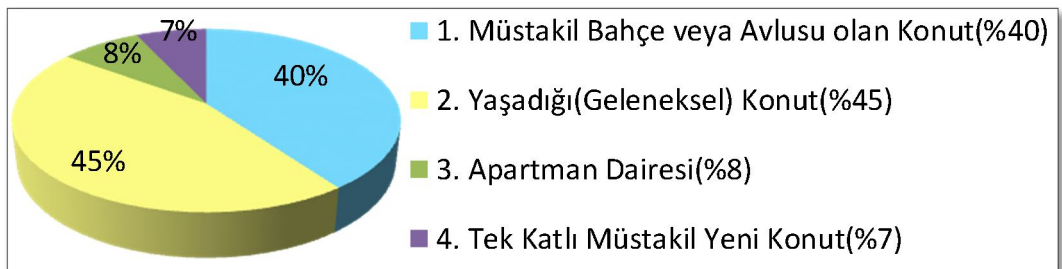 7%
8%
40%
45%
1. Müstakil Bahçe veya Avlusu olan Konut(%40)
2. Yaşadığı(Geleneksel) Konut(%45)
3. Apartman Dairesi(%8)
4. Tek Katlı Müstakil Yeni Konut(%7)